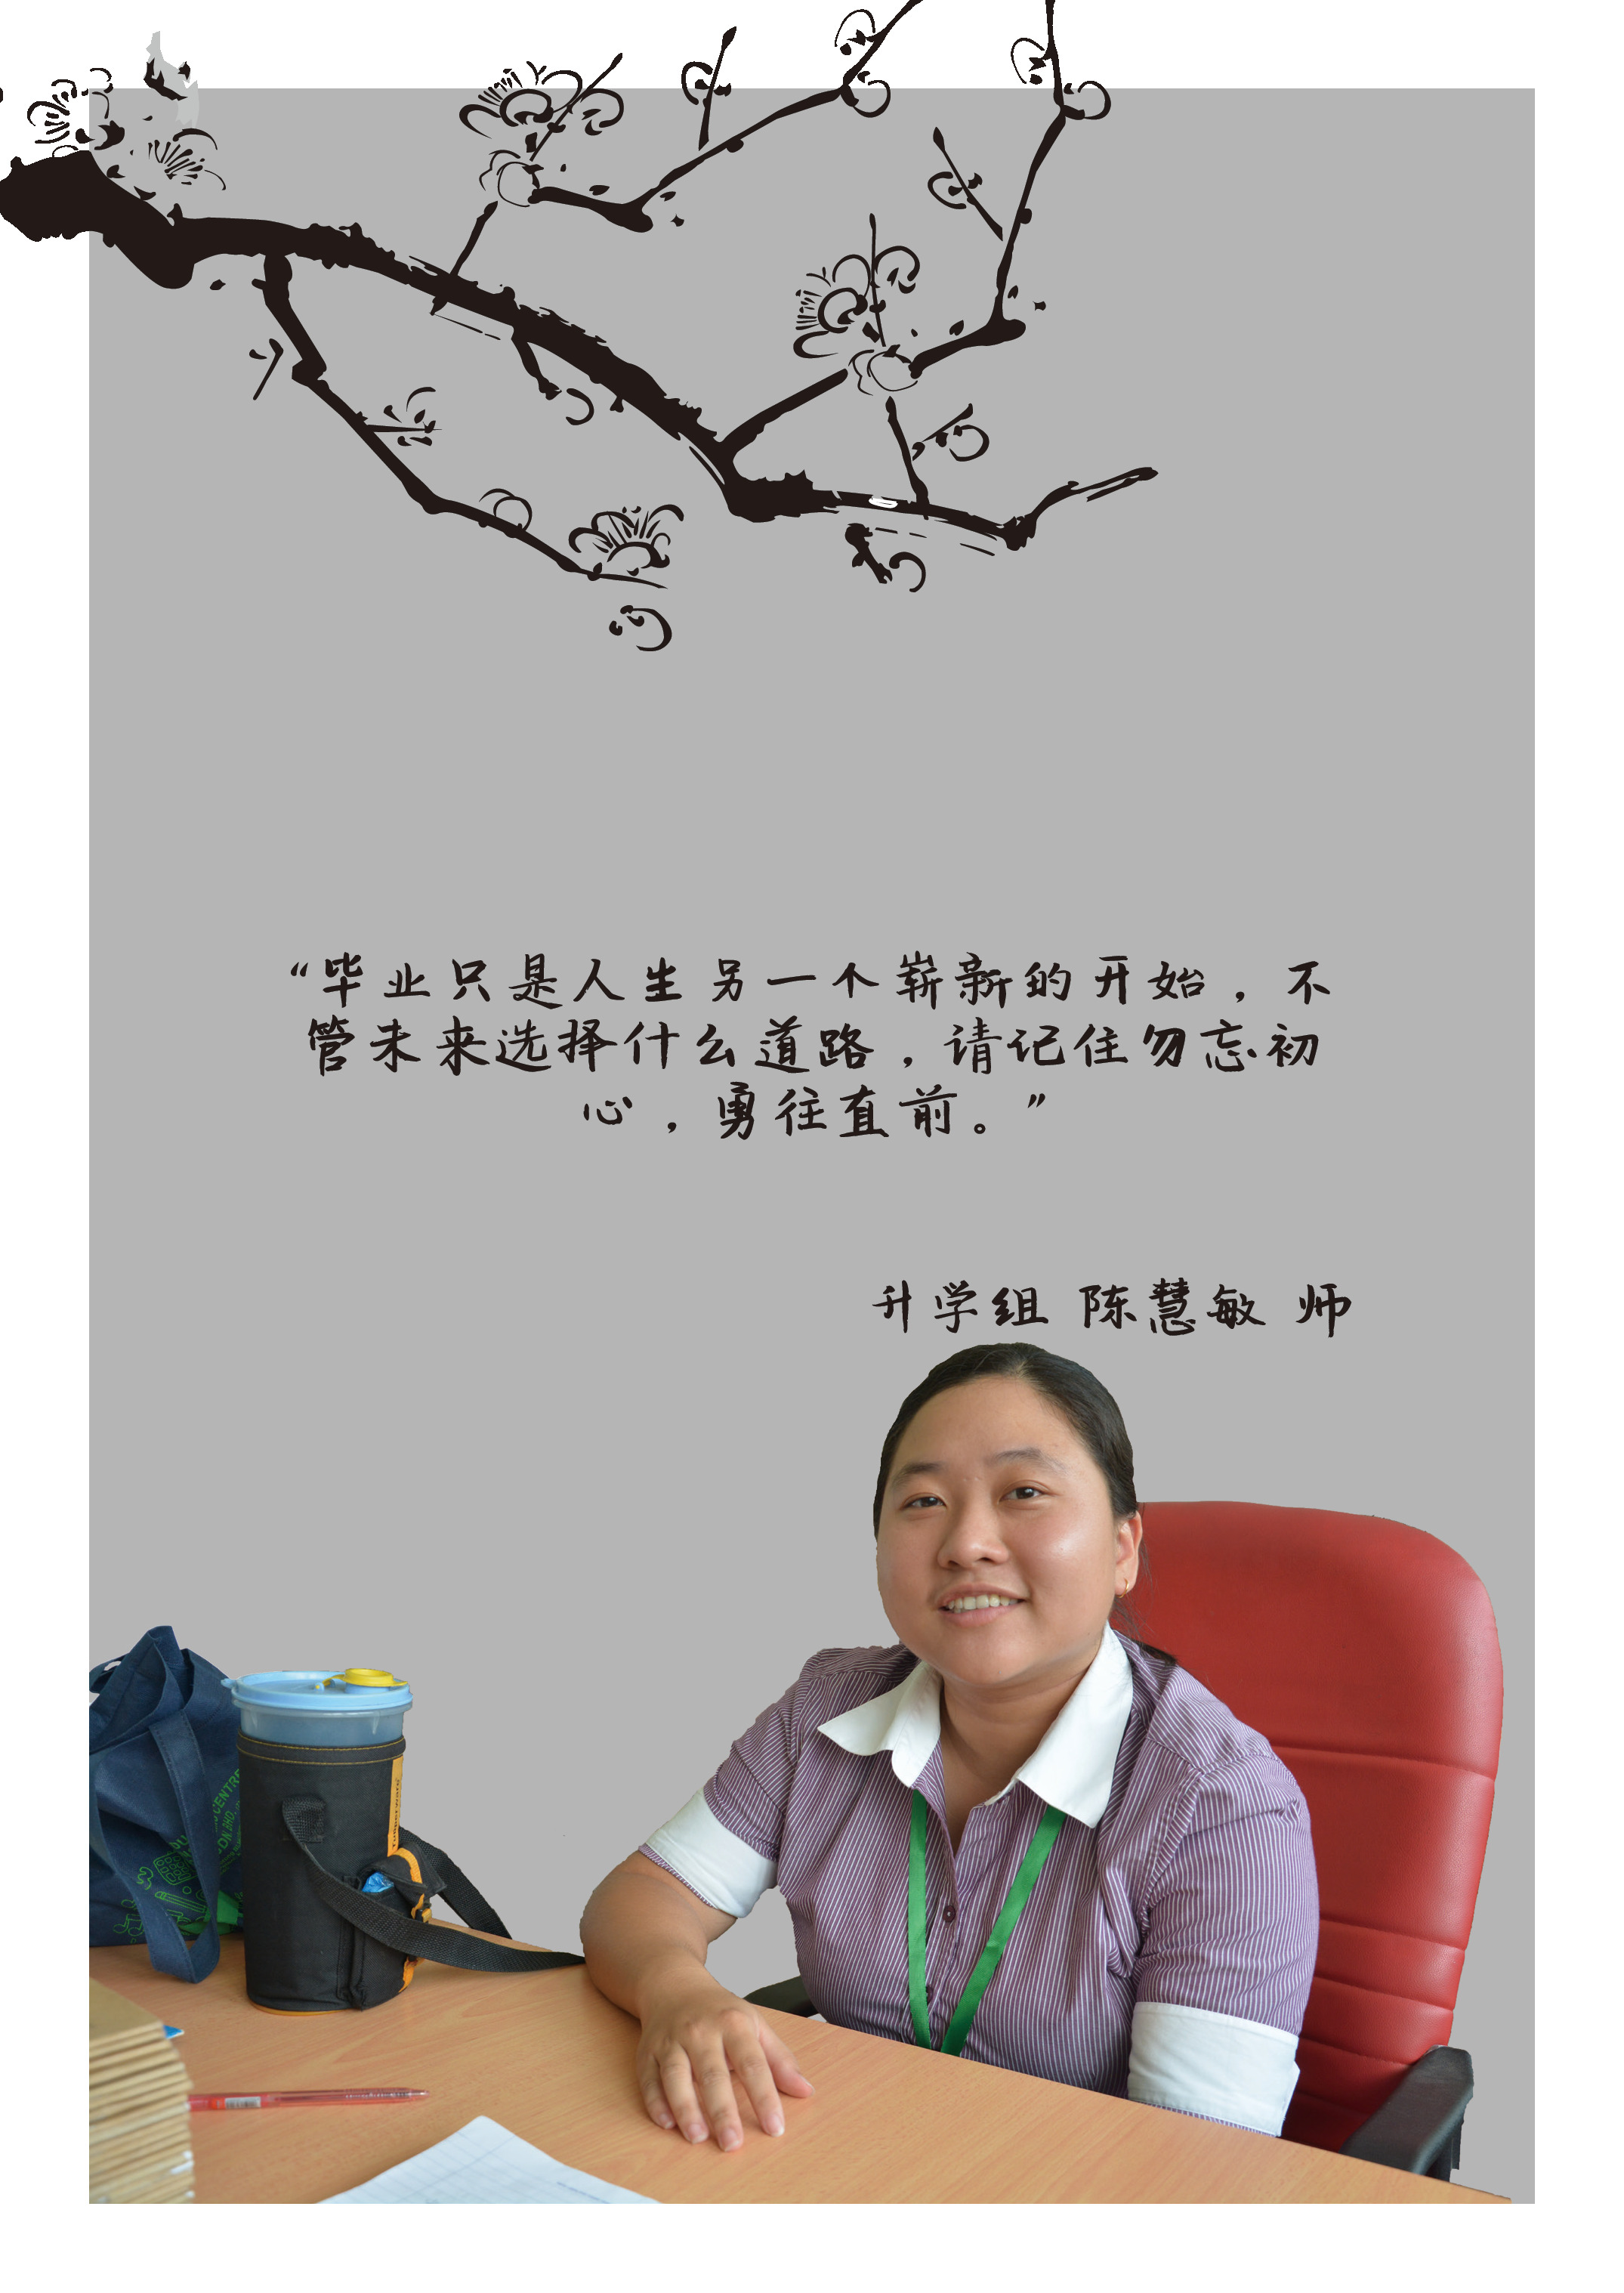 “毕业只是人生另一个崭新的开始，不
管未来选择什么道路，请记住勿忘初
心，勇往直前。”
升学组 陈慧敏 师
CENTRE
Tupperware